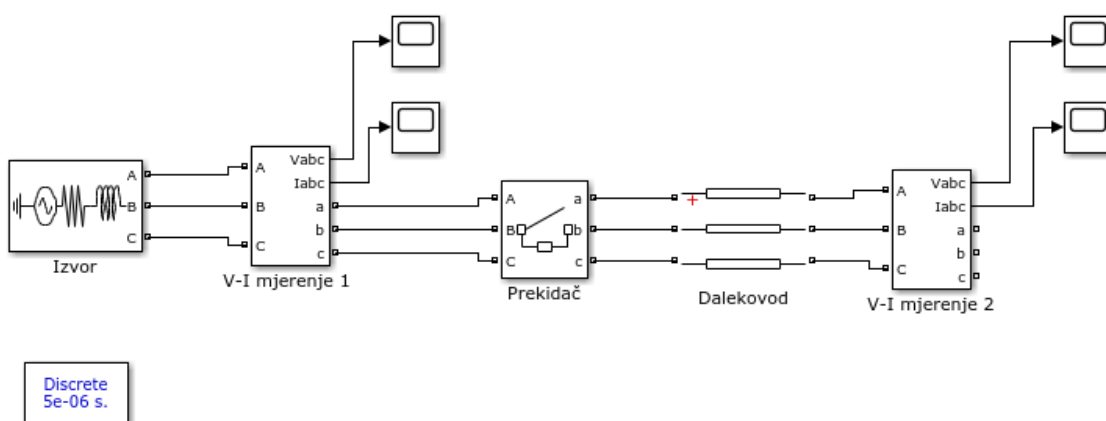 Vabc
Iabc
A
B
C
a
b
c
A
B
C
Izvor
V-I mjerenje 1
A
B
C
a
b
c
Prekidač
+
Dalekovod
Vabc
Iabc
A
B
C
a
b
c
V-I mjerenje 2
Discrete
5e-06 s.